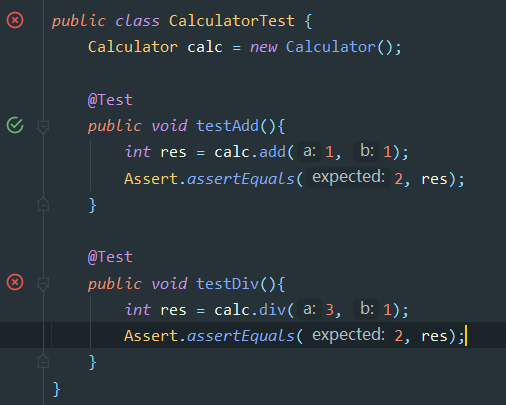 public class CalculatorTest {
Calculator calc = new Calculator();
@Test
public void testAdd(){
int res = calc.add( a: 1, b: 1);
Assert.assertEquals( expected: 2, res);
}
@Test
public void testDiv(){
int res = calc.div( a: 3, b: 1);
Assert.assertEquals( expected: 2, res);
}
}